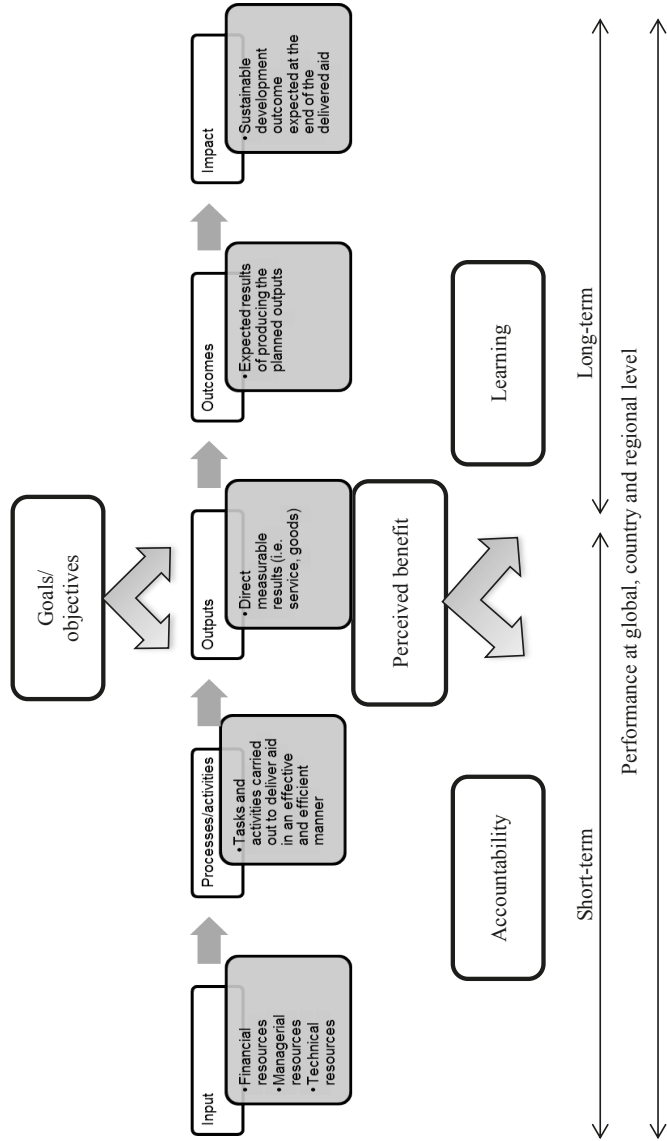 Goals/
objectives
Input
• Financial
resources
• Managerial
resources
• Technical
resources
Processes/activities
• Tasks and
activities carried
out to deliver aid
in an effective
and efficient
manner
Outputs
• Direct
measurable
results (i.e.
service, goods)
Outcomes
• Expected results
of producing the
planned outputs
Impact
• Sustainable
development
outcome
expected at the
end of the
delivered aid
Perceived benefit
Accountability
Learning
Short-term
Long-term
Performance at global, country and regional level